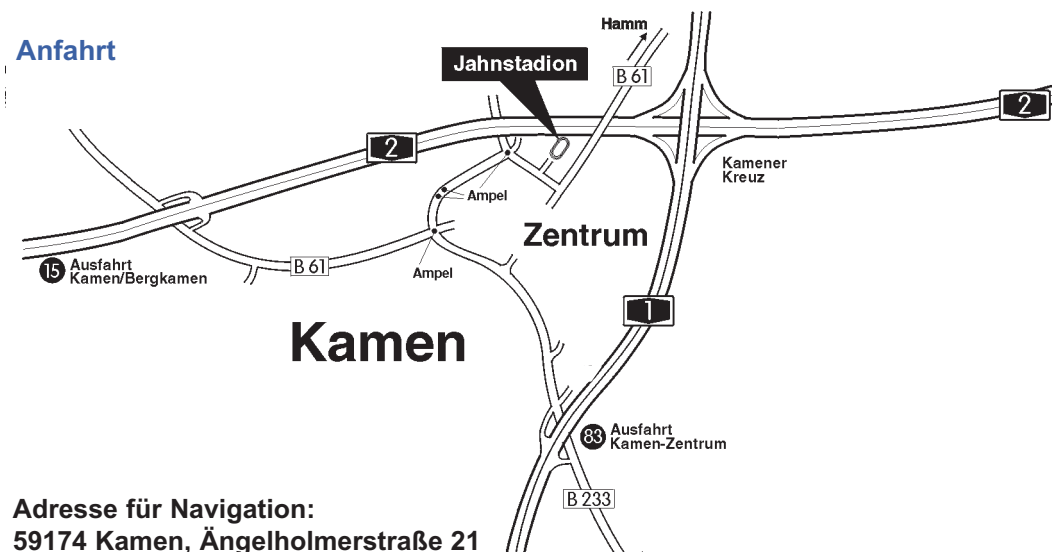 Anfahrt
Hamm
Jahnstadion
B 61
2
2
Kamener
Kreuz
Ampel
Zentrum
15 Ausfahrt
Kamen/Bergkamen
B 61
Ampel
1
Kamen
83 Ausfahrt
Kamen-Zentrum
B 233
Adresse für Navigation:
59174 Kamen, Ängelholmerstraße 21